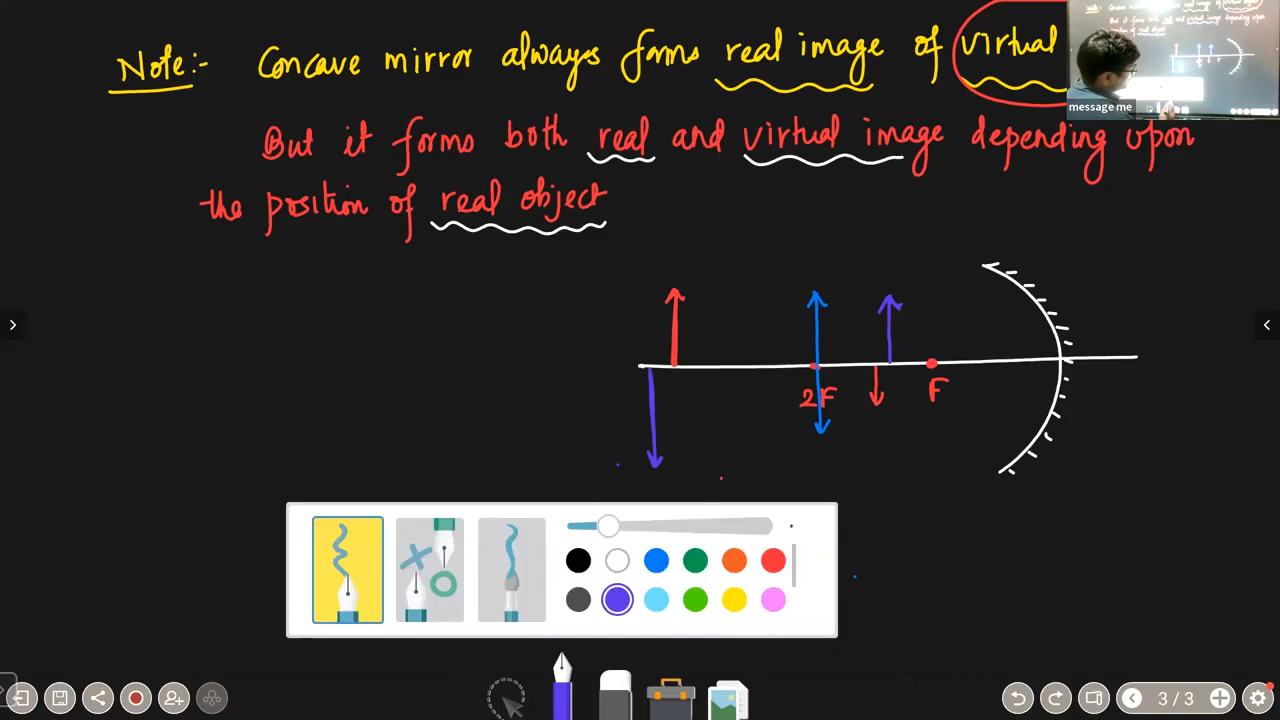 Note:- Concave mirror always forms real image of virtual
But it forms both real and virtual image depending upon
the position of real object
message me
2F
F
3/3